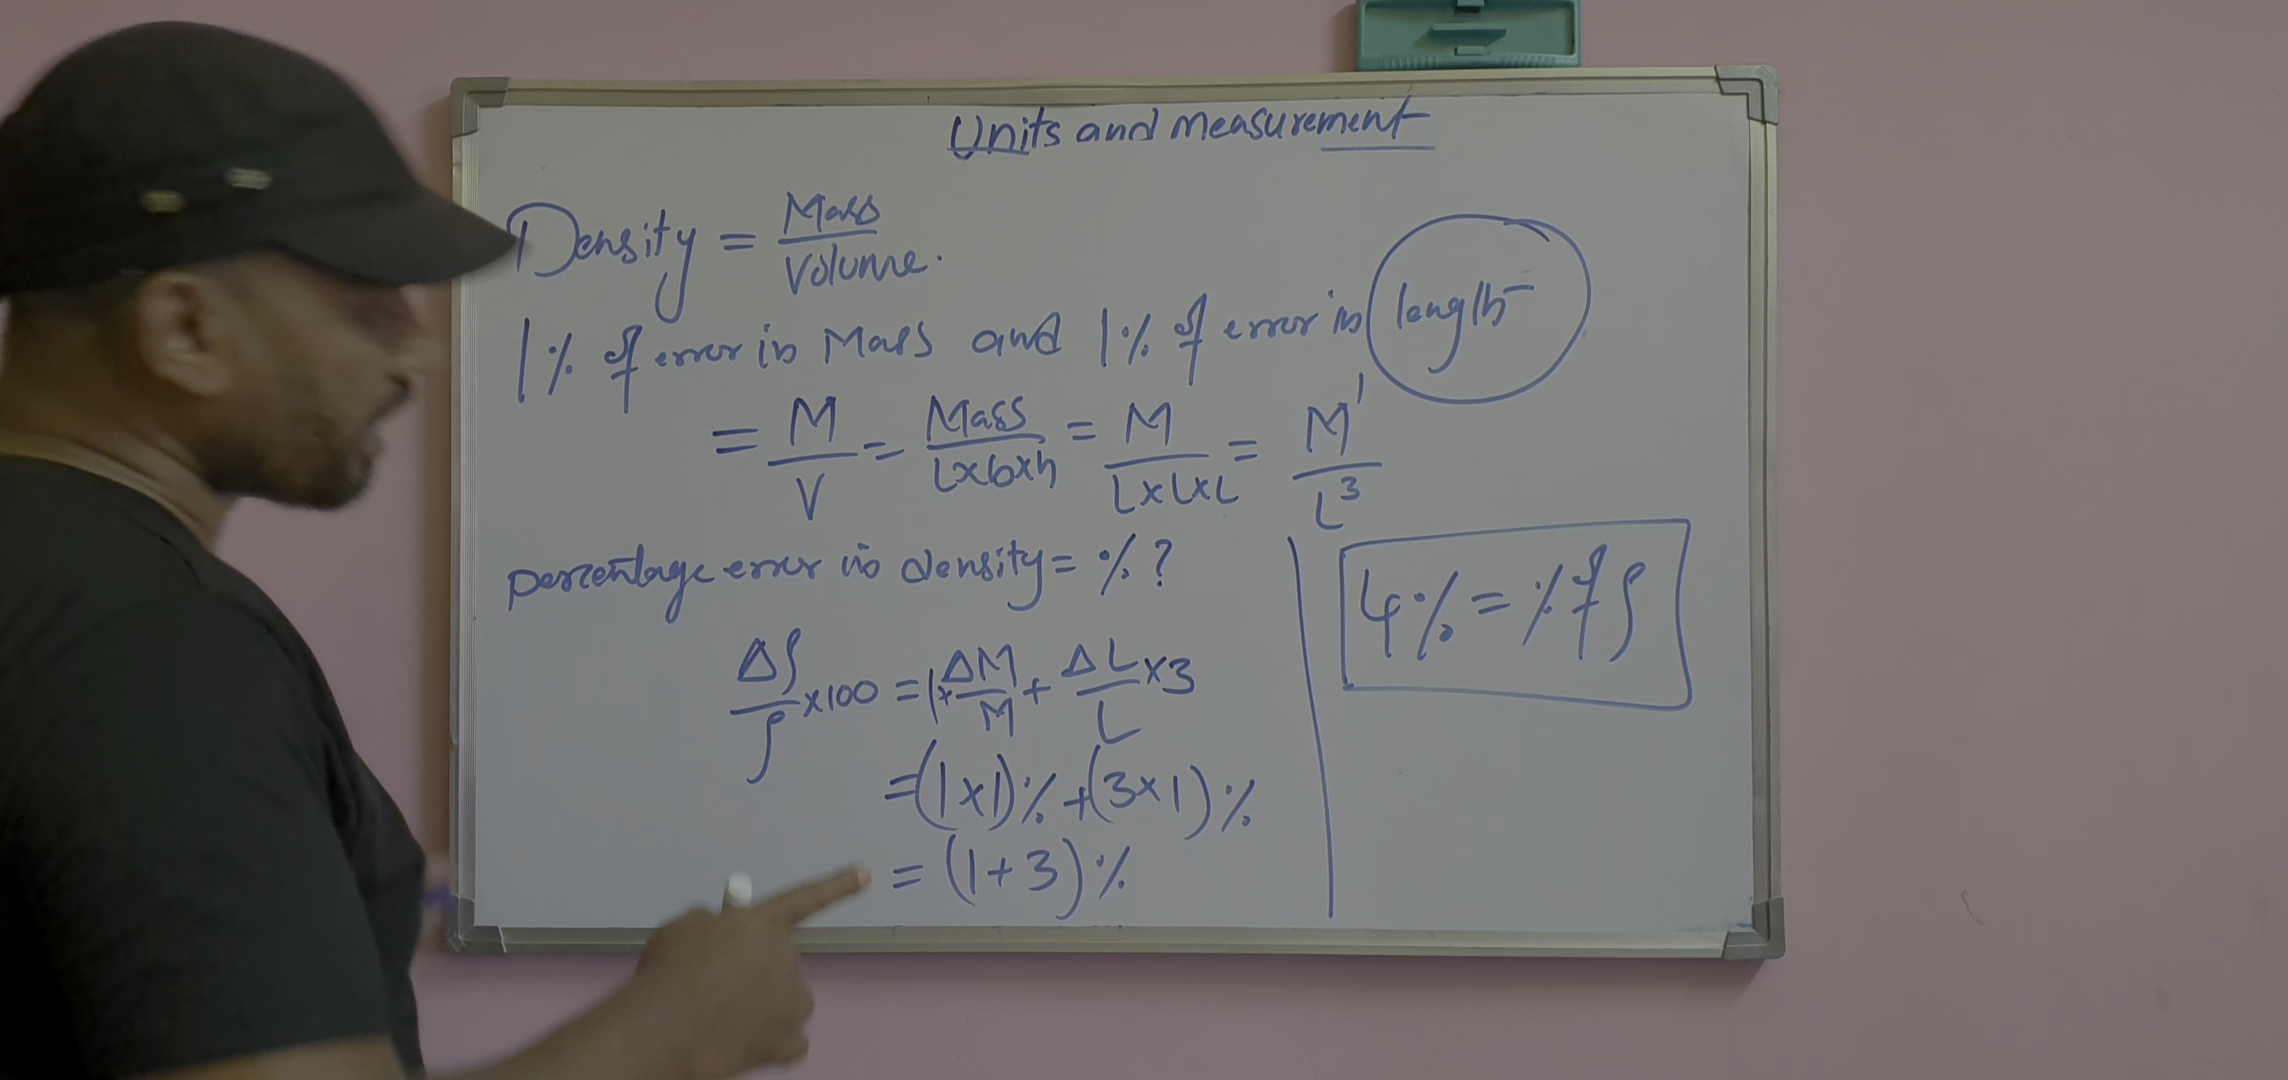 Units and measurement
Density = Mass / Volume.
1% of error in Mass and 1% of error in length
= M / V = Mass / L×b×h = M / L×L×L = M¹ / L³
percentage error in density = % ?
Δρ/ρ ×100 = 1× ΔM/M + ΔL/L ×3
= (1×1)% + (3×1)%
= (1+3)%
4% = % of ρ